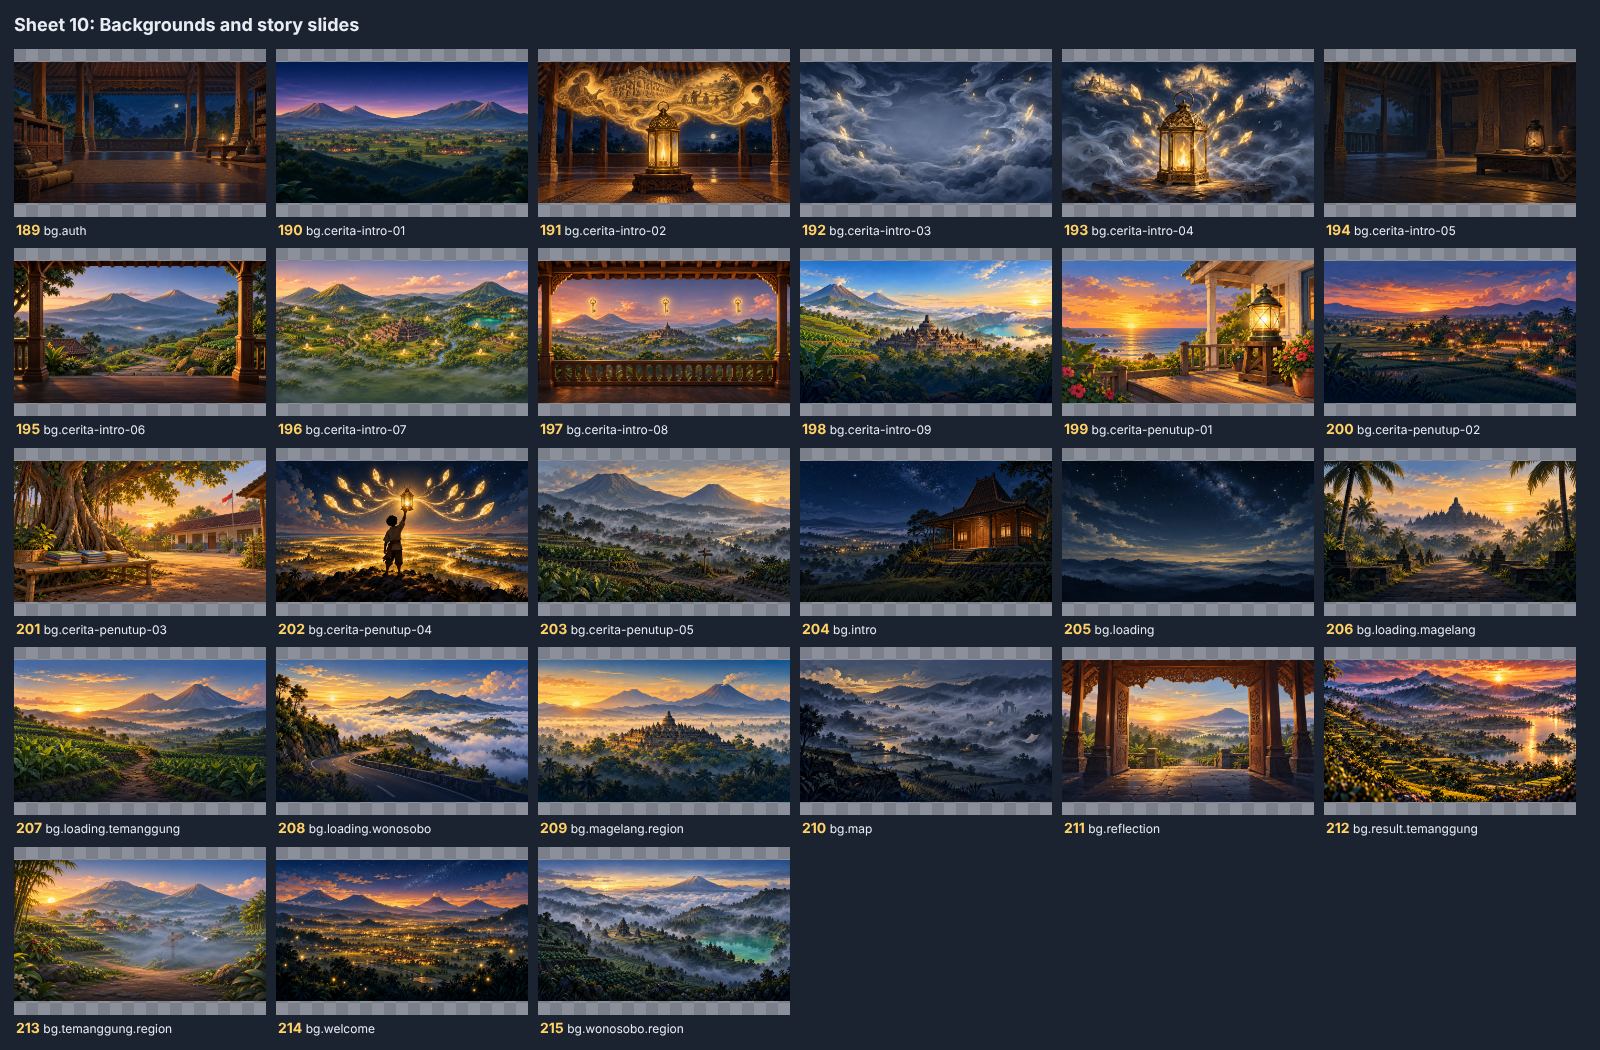 Sheet 10: Backgrounds and story slides
189 bg.auth
190 bg.cerita-intro-01
191 bg.cerita-intro-02
192 bg.cerita-intro-03
193 bg.cerita-intro-04
194 bg.cerita-intro-05
195 bg.cerita-intro-06
196 bg.cerita-intro-07
197 bg.cerita-intro-08
198 bg.cerita-intro-09
199 bg.cerita-penutup-01
200 bg.cerita-penutup-02
201 bg.cerita-penutup-03
202 bg.cerita-penutup-04
203 bg.cerita-penutup-05
204 bg.intro
205 bg.loading
206 bg.loading.magelang
207 bg.loading.temanggung
208 bg.loading.wonosobo
209 bg.magelang.region
210 bg.map
211 bg.reflection
212 bg.result.temanggung
213 bg.temanggung.region
214 bg.welcome
215 bg.wonosobo.region